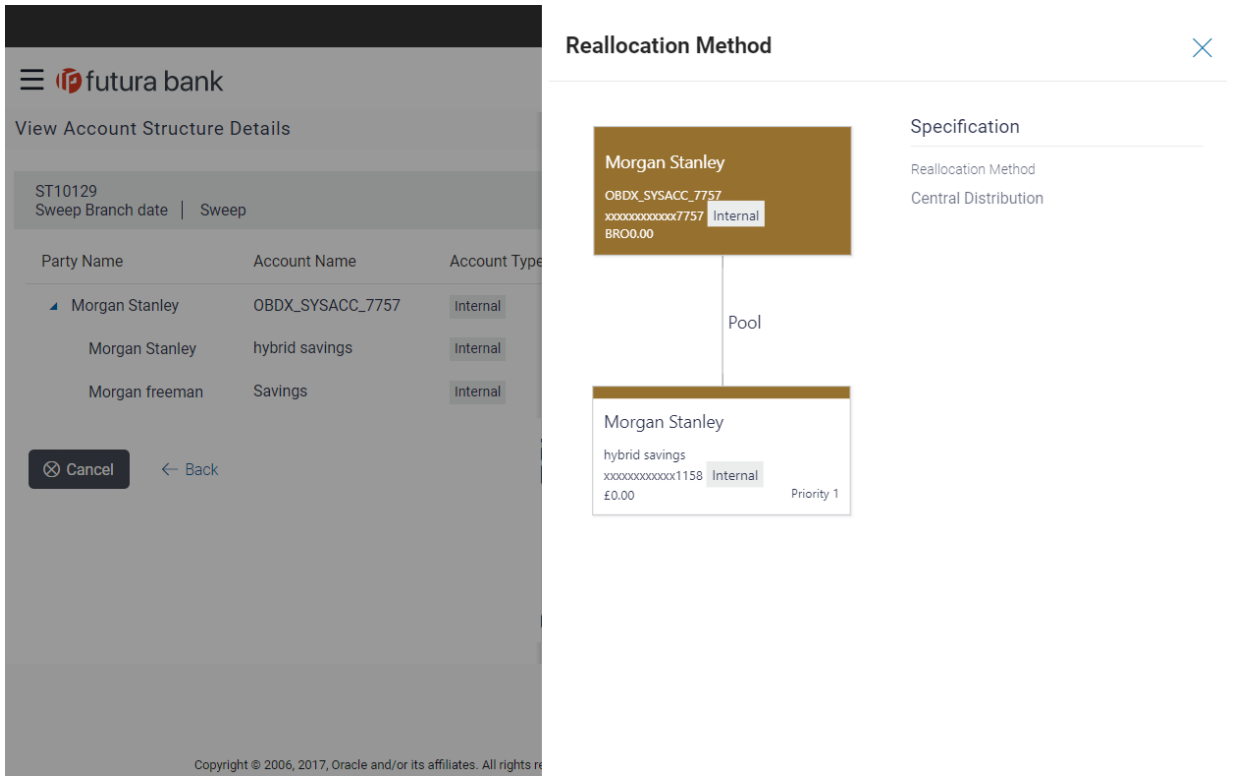 futura bank
View Account Structure Details
ST10129
Sweep Branch date | Sweep
Party Name Account Name Account Type
Morgan Stanley OBDX_SYSACC_7757 Internal
Morgan Stanley hybrid savings Internal
Morgan freeman Savings Internal
Cancel Back
Copyright © 2006, 2017, Oracle and/or its affiliates. All rights
Reallocation Method
Morgan Stanley
OBDX_SYSACC_7757
xxxxxxxxxxxx7757 Internal
BRO0.00
Pool
Morgan Stanley
hybrid savings
xxxxxxxxxxxx1158 Internal
£0.00 Priority 1
Specification
Reallocation Method
Central Distribution